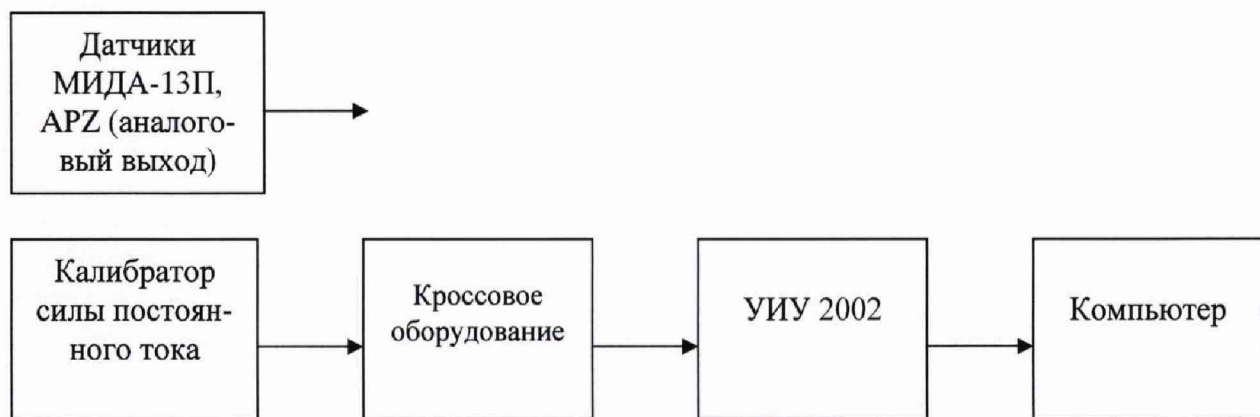 Датчики
МИДА-13П,
APZ (аналого-
вый выход)
Калибратор
силы постоян-
ного тока
Кроссовое
оборудование
УИУ 2002
Компьютер